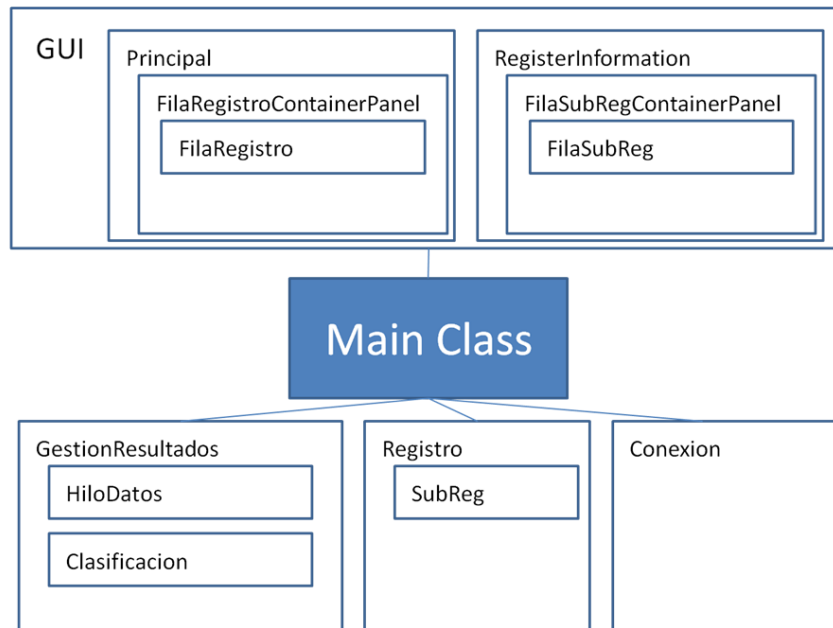 GUI
Principal
FilaRegistroContainerPanel
FilaRegistro
RegisterInformation
FilaSubRegContainerPanel
FilaSubReg
Main Class
GestionResultados
HiloDatos
Clasificacion
Registro
SubReg
Conexion